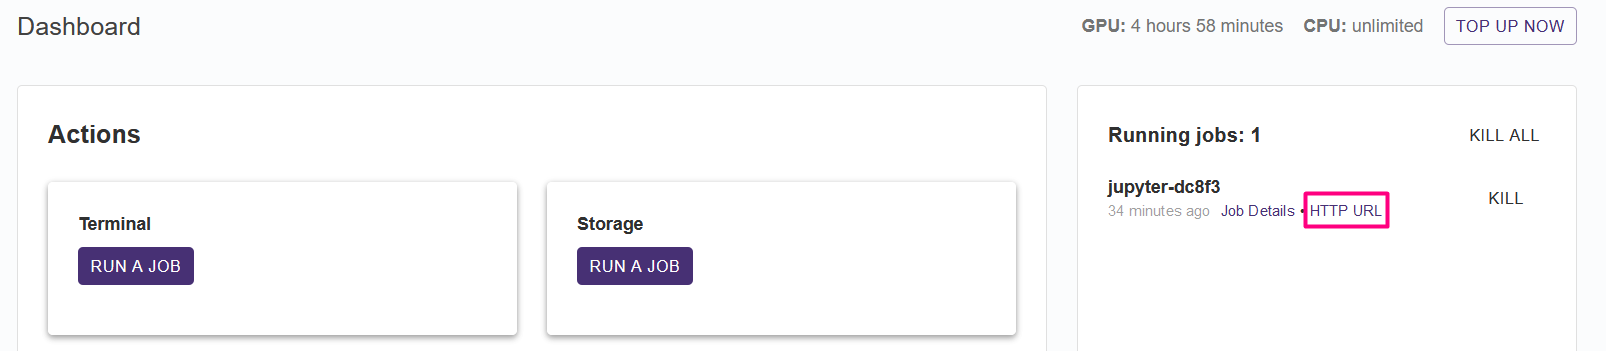 Dashboard
GPU: 4 hours 58 minutes CPU: unlimited TOP UP NOW
Actions
Terminal
RUN A JOB
Storage
RUN A JOB
Running jobs: 1 KILL ALL
jupyter-dc8f3
34 minutes ago Job Details • HTTP URL
KILL